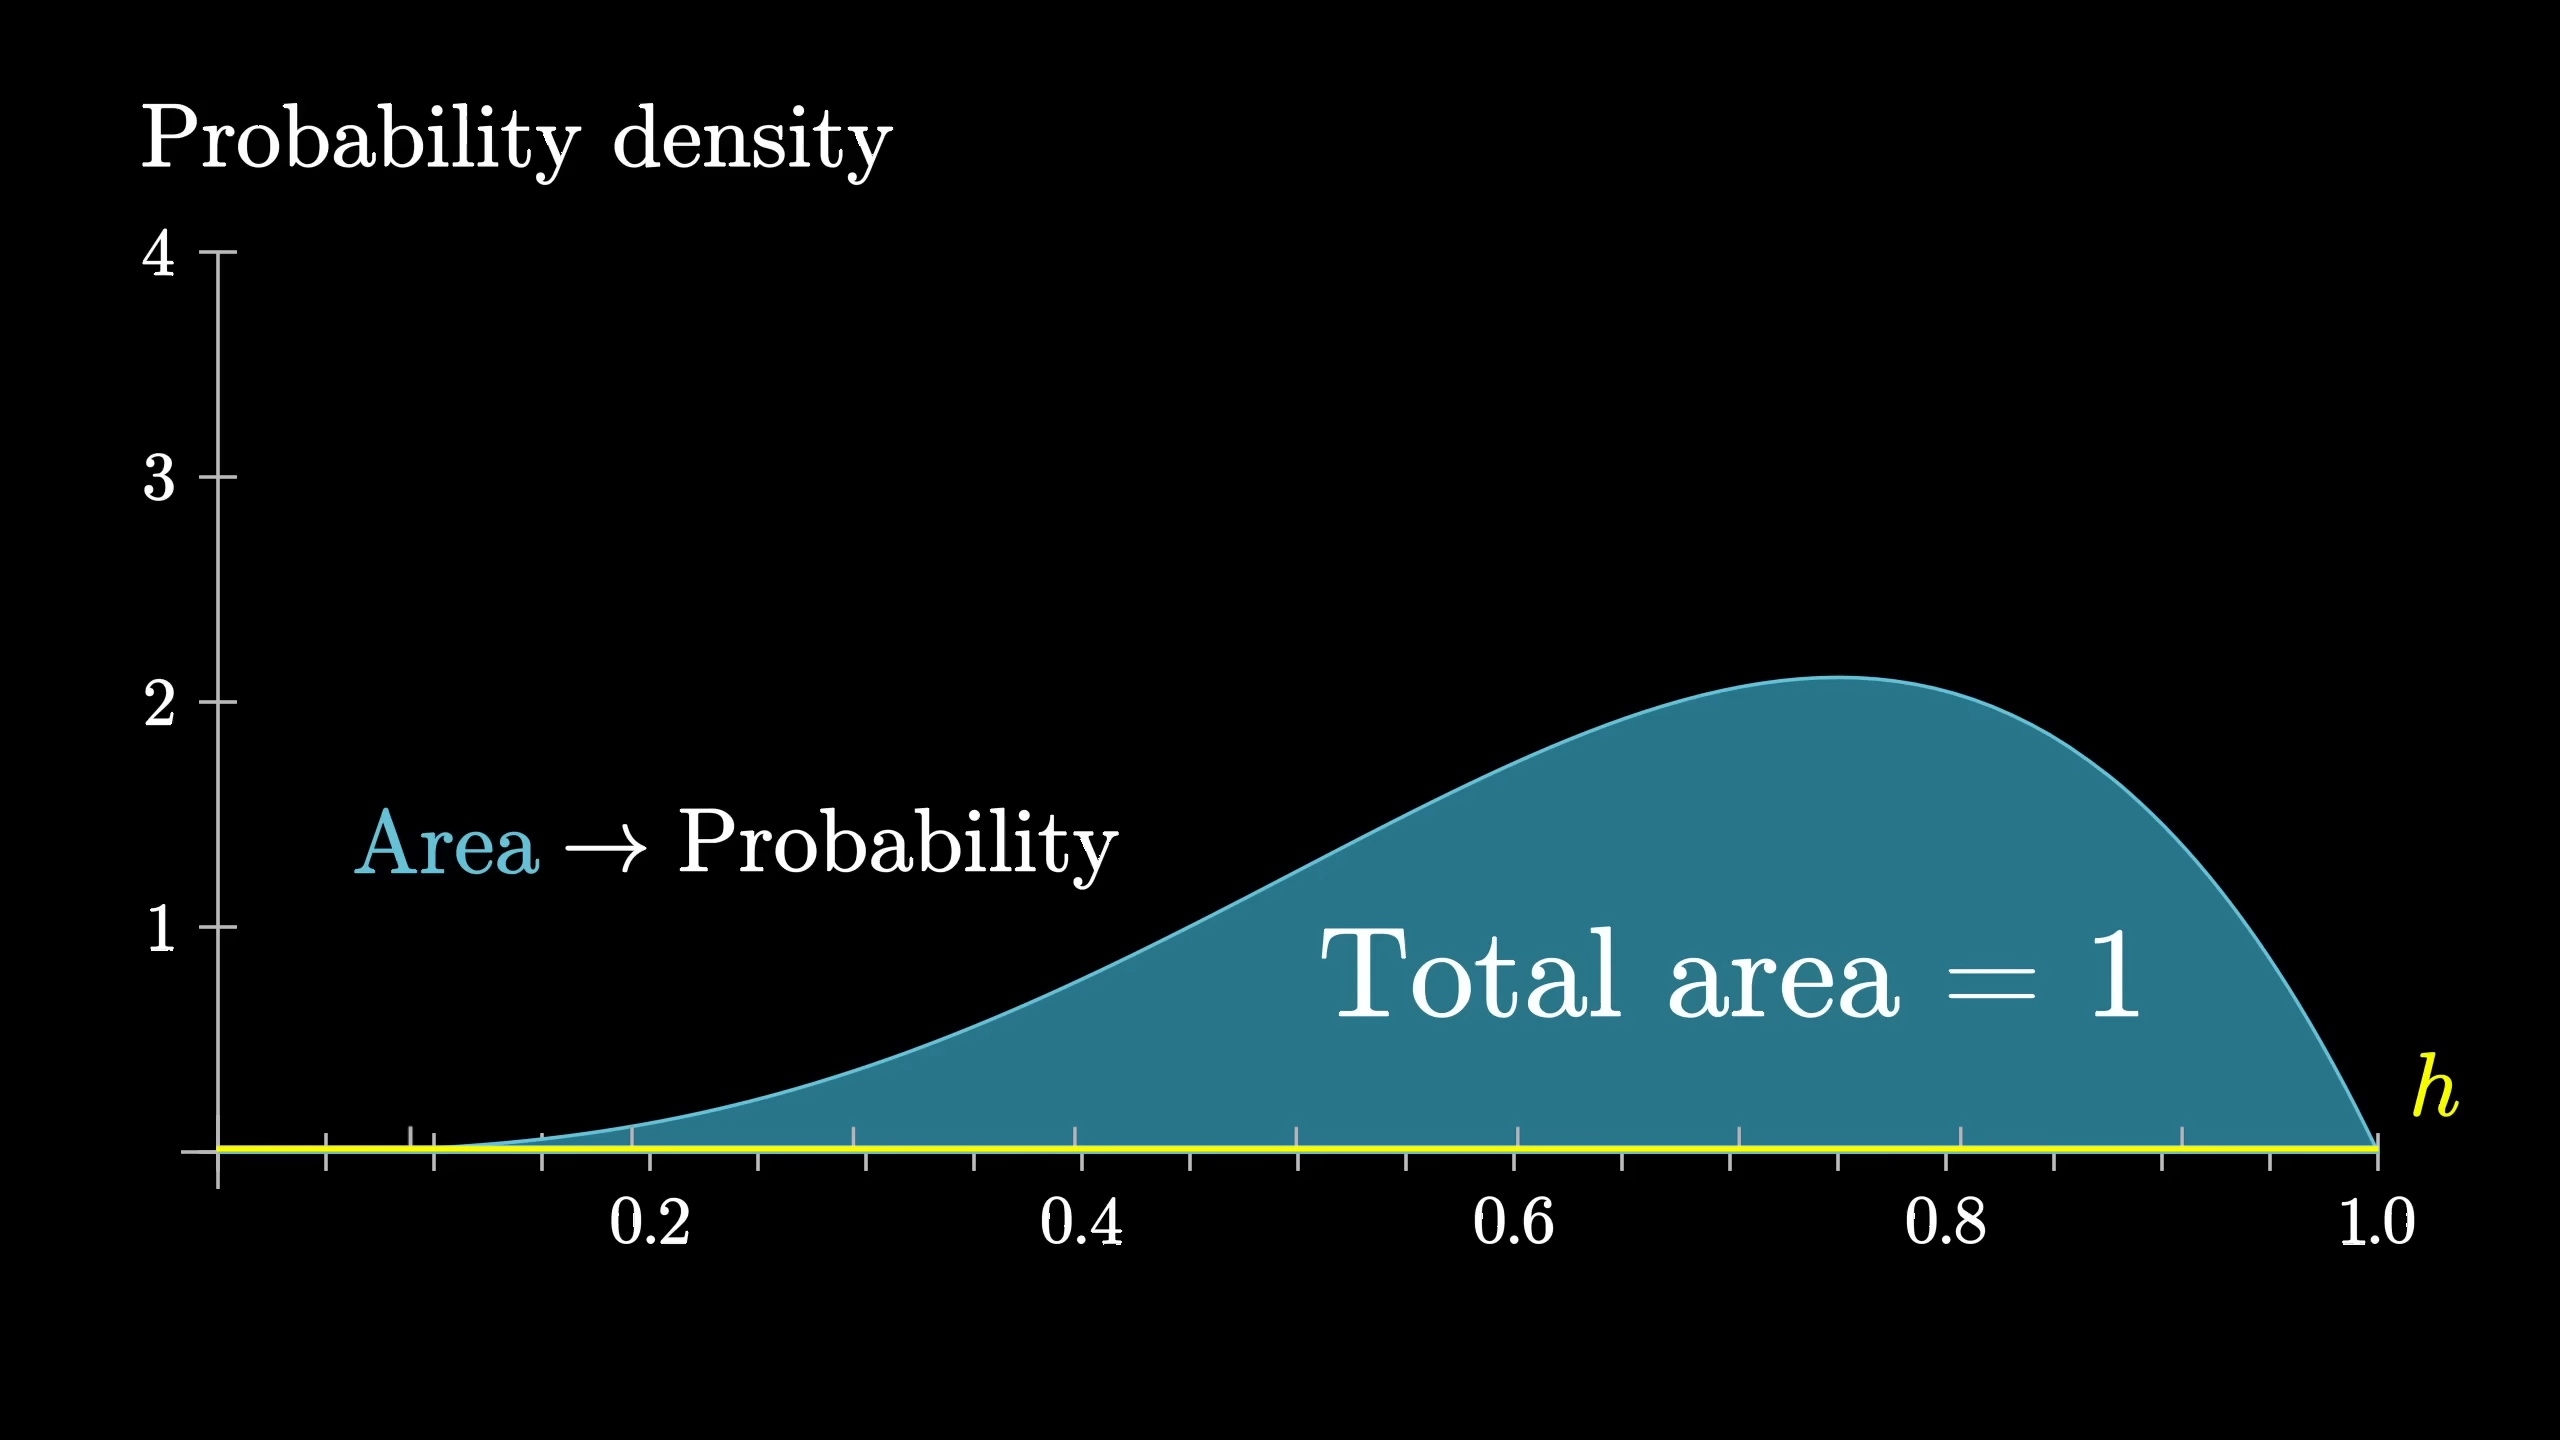 Probability density
4
3
2
Area → Probability
1
Total area = 1
h
0.2 0.4 0.6 0.8 1.0